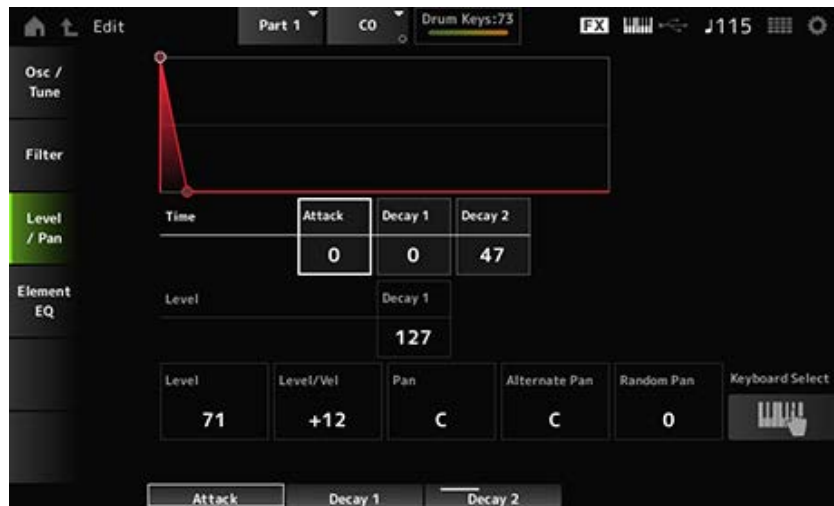 Edit Part 1 C0 Drum Keys:73 FX ♩115
Osc /
Tune
Filter
Level
/ Pan
Element
EQ
Time Attack Decay 1 Decay 2
0 0 47
Level Decay 1
127
Level Level/Vel Pan Alternate Pan Random Pan Keyboard Select
71 +12 C C 0
Attack Decay 1 Decay 2